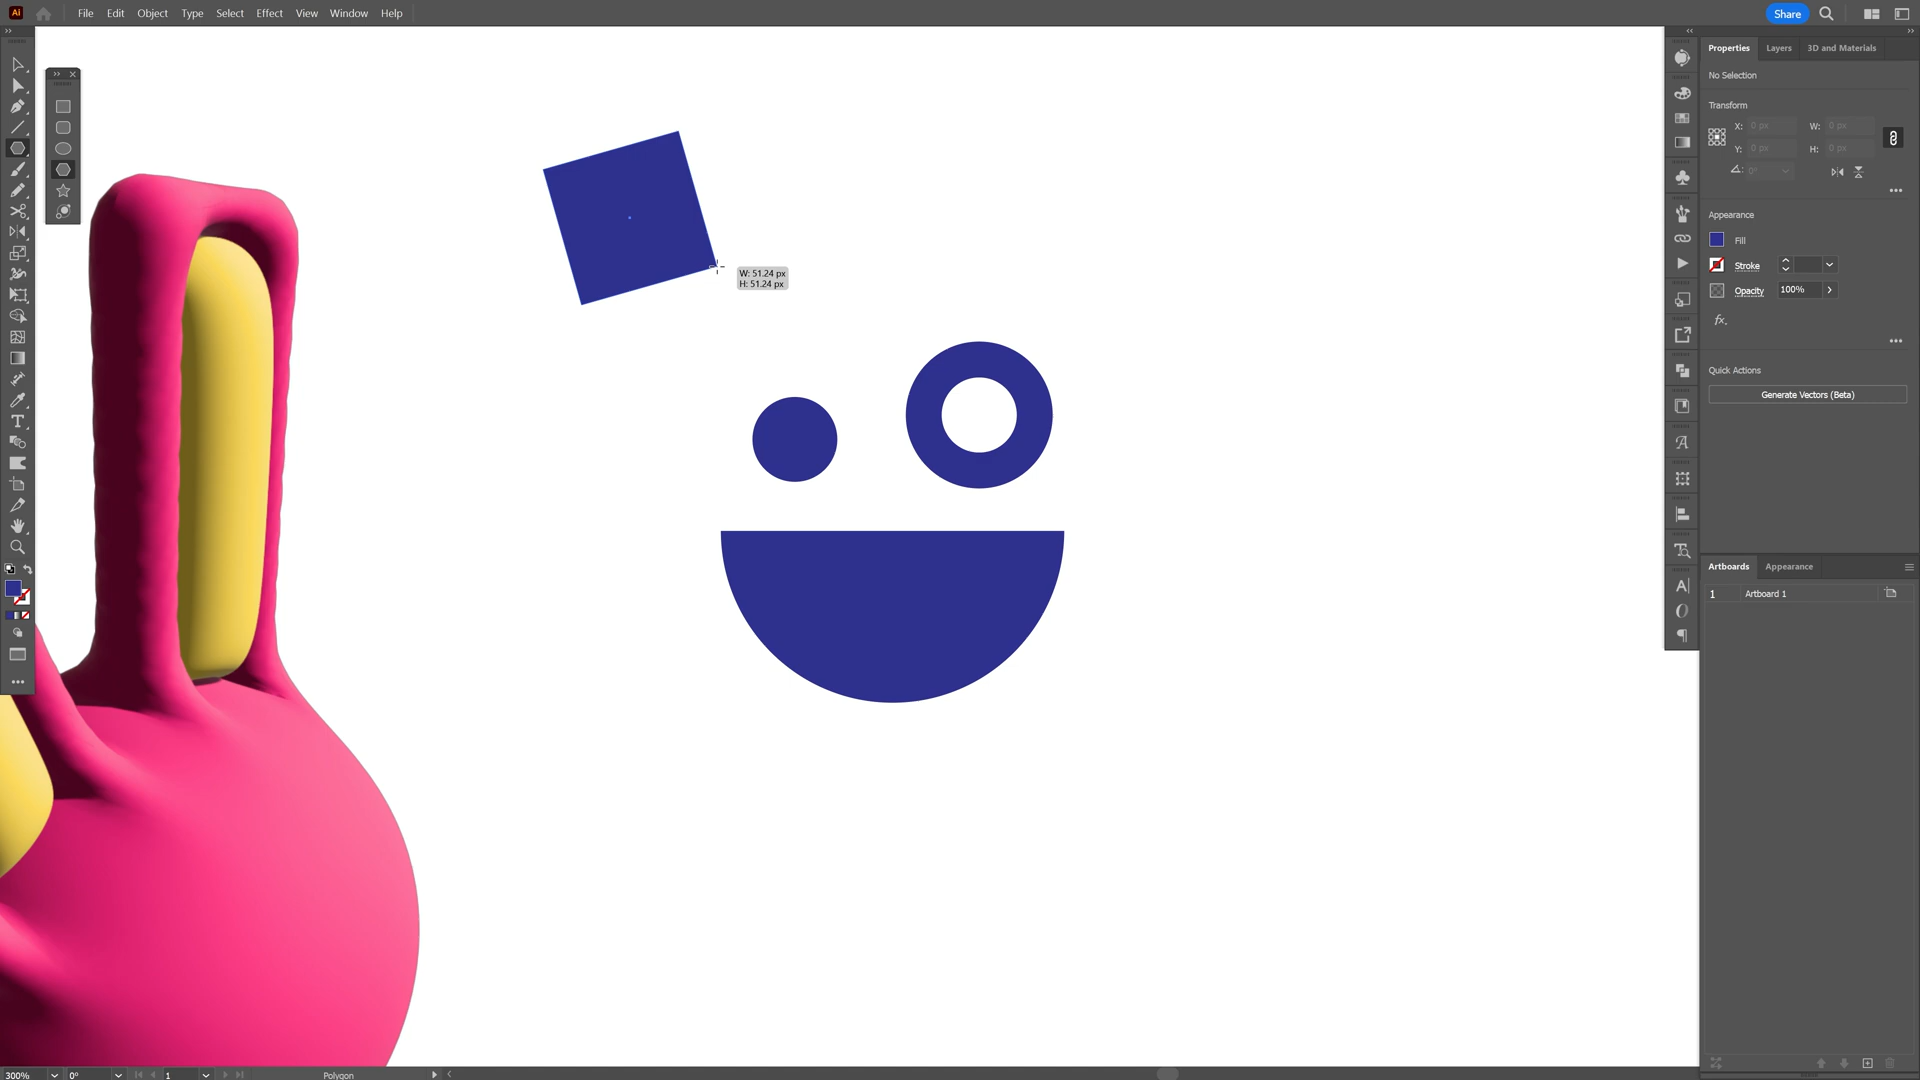 Ai File Edit Object Type Select Effect View Window Help Share
Properties Layers 3D and Materials
No Selection
Transform
X: 0 px W: 0 px
Y: 0 px H: 0 px
0°
Appearance
Fill
Stroke
Opacity 100%
fx.
Quick Actions
Generate Vectors (Beta)
W: 51.24 px
H: 51.24 px
Artboards Appearance
1 Artboard 1
300% 0° 1 Polygon